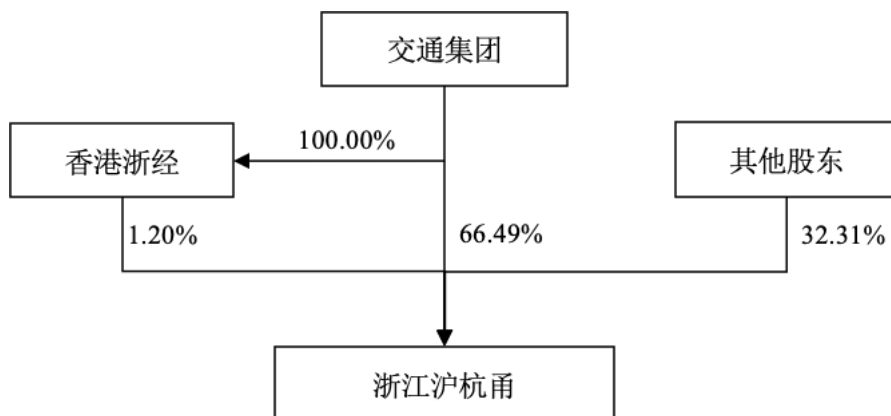 交通集团
100.00%
香港浙经
其他股东
1.20%
66.49%
32.31%
浙江沪杭甬